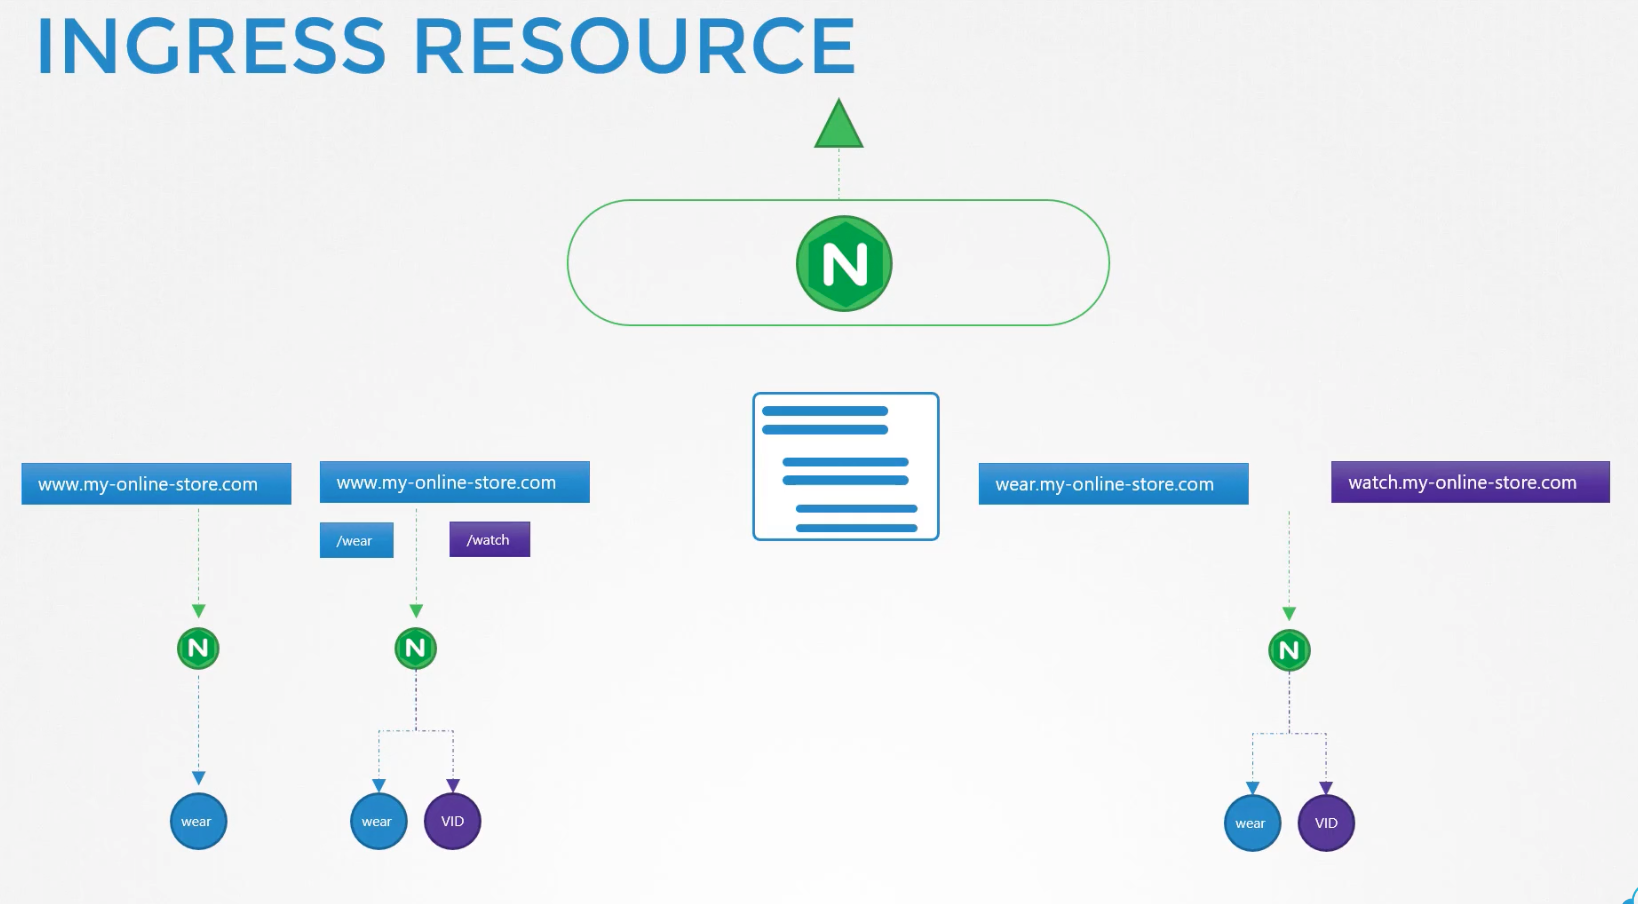 INGRESS RESOURCE
N
www.my-online-store.com
www.my-online-store.com
wear.my-online-store.com
watch.my-online-store.com
/wear
/watch
N
N
N
wear
wear
VID
wear
VID